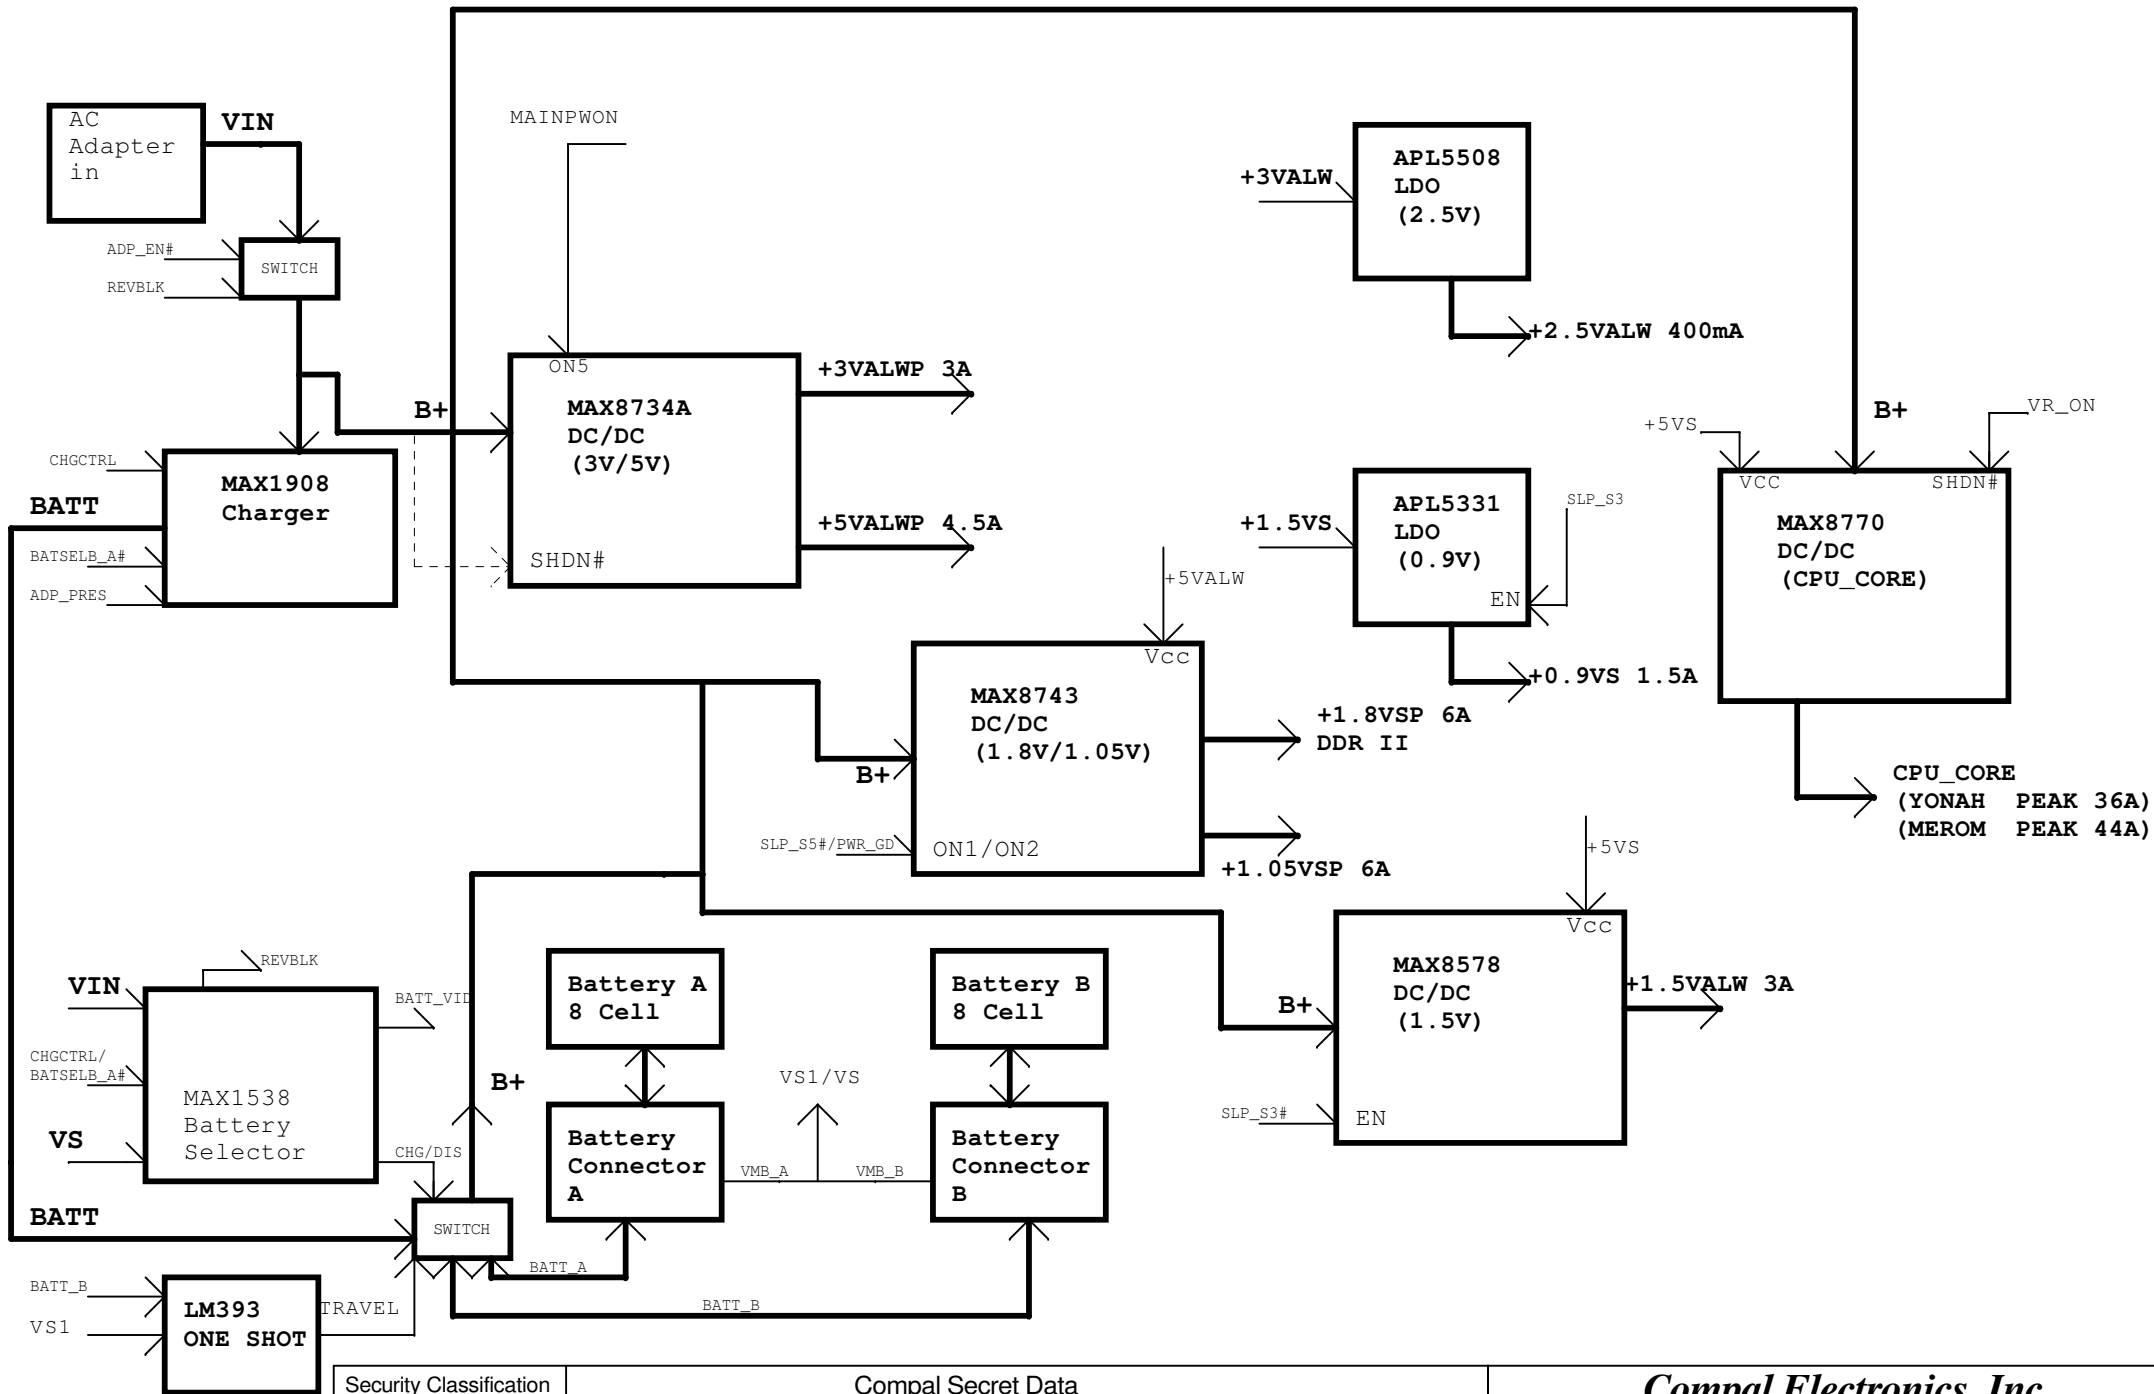 AC
Adapter
in
VIN
ADP_EN#
REVBLK
SWITCH
MAINPWON
ON5
MAX8734A
DC/DC
(3V/5V)
SHDN#
B+
+3VALWP 3A
+5VALWP 4.5A
CHGCTRL
BATT
BATSELB_A#
ADP_PRES
MAX1908
Charger
+3VALW
APL5508
LDO
(2.5V)
+2.5VALW 400mA
+1.5VS
APL5331
LDO
(0.9V)
EN
SLP_S3
+0.9VS 1.5A
+5VS
B+
VR_ON
VCC
SHDN#
MAX8770
DC/DC
(CPU_CORE)
CPU_CORE
(YONAH PEAK 36A)
(MEROM PEAK 44A)
+5VALW
Vcc
MAX8743
DC/DC
(1.8V/1.05V)
B+
SLP_S5#/PWR_GD
ON1/ON2
+1.8VSP 6A
DDR II
+1.05VSP 6A
+5VS
Vcc
MAX8578
DC/DC
(1.5V)
B+
SLP_S3#
EN
+1.5VALW 3A
REVBLK
VIN
BATT_VID
CHGCTRL/
BATSELB_A#
MAX1538
Battery
Selector
VS
CHG/DIS
B+
Battery A
8 Cell
Battery B
8 Cell
VS1/VS
Battery
Connector
A
VMB_A
VMB_B
Battery
Connector
B
BATT
SWITCH
BATT_A
BATT_B
BATT_B
VS1
LM393
ONE SHOT
TRAVEL
Security Classification
Compal Secret Data
Compal Electronics, Inc.